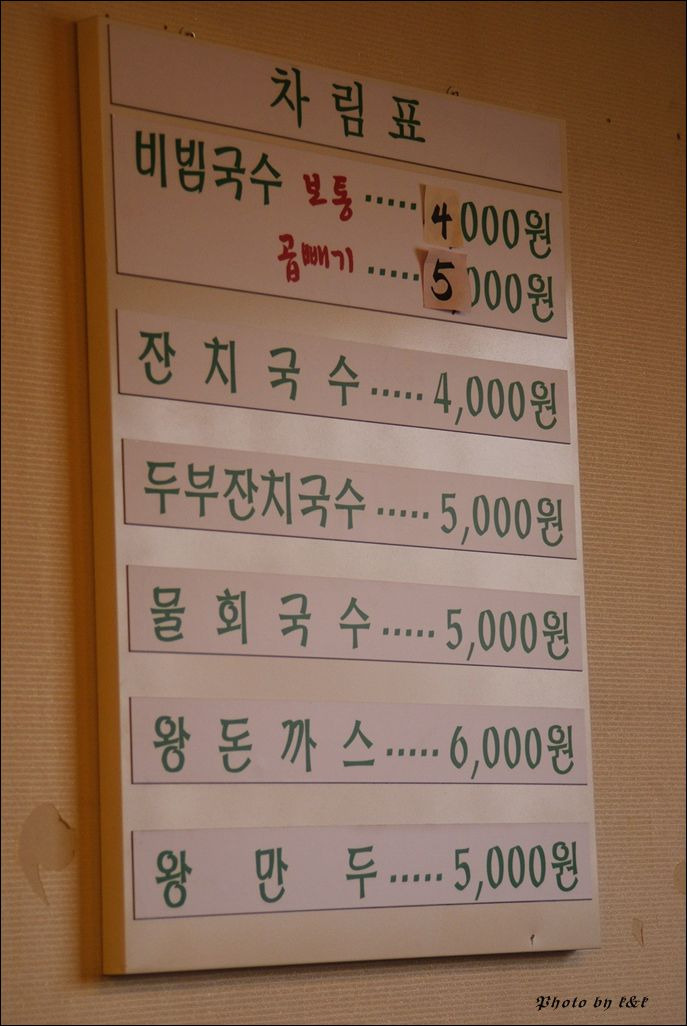 차림표
비빔국수 보통 ..... 4,000원
곱빼기 ..... 5,000원
잔치국수 ..... 4,000원
두부잔치국수 ..... 5,000원
물회국수 ..... 5,000원
왕돈까스 ..... 6,000원
왕만두 ..... 5,000원
Photo by k&k